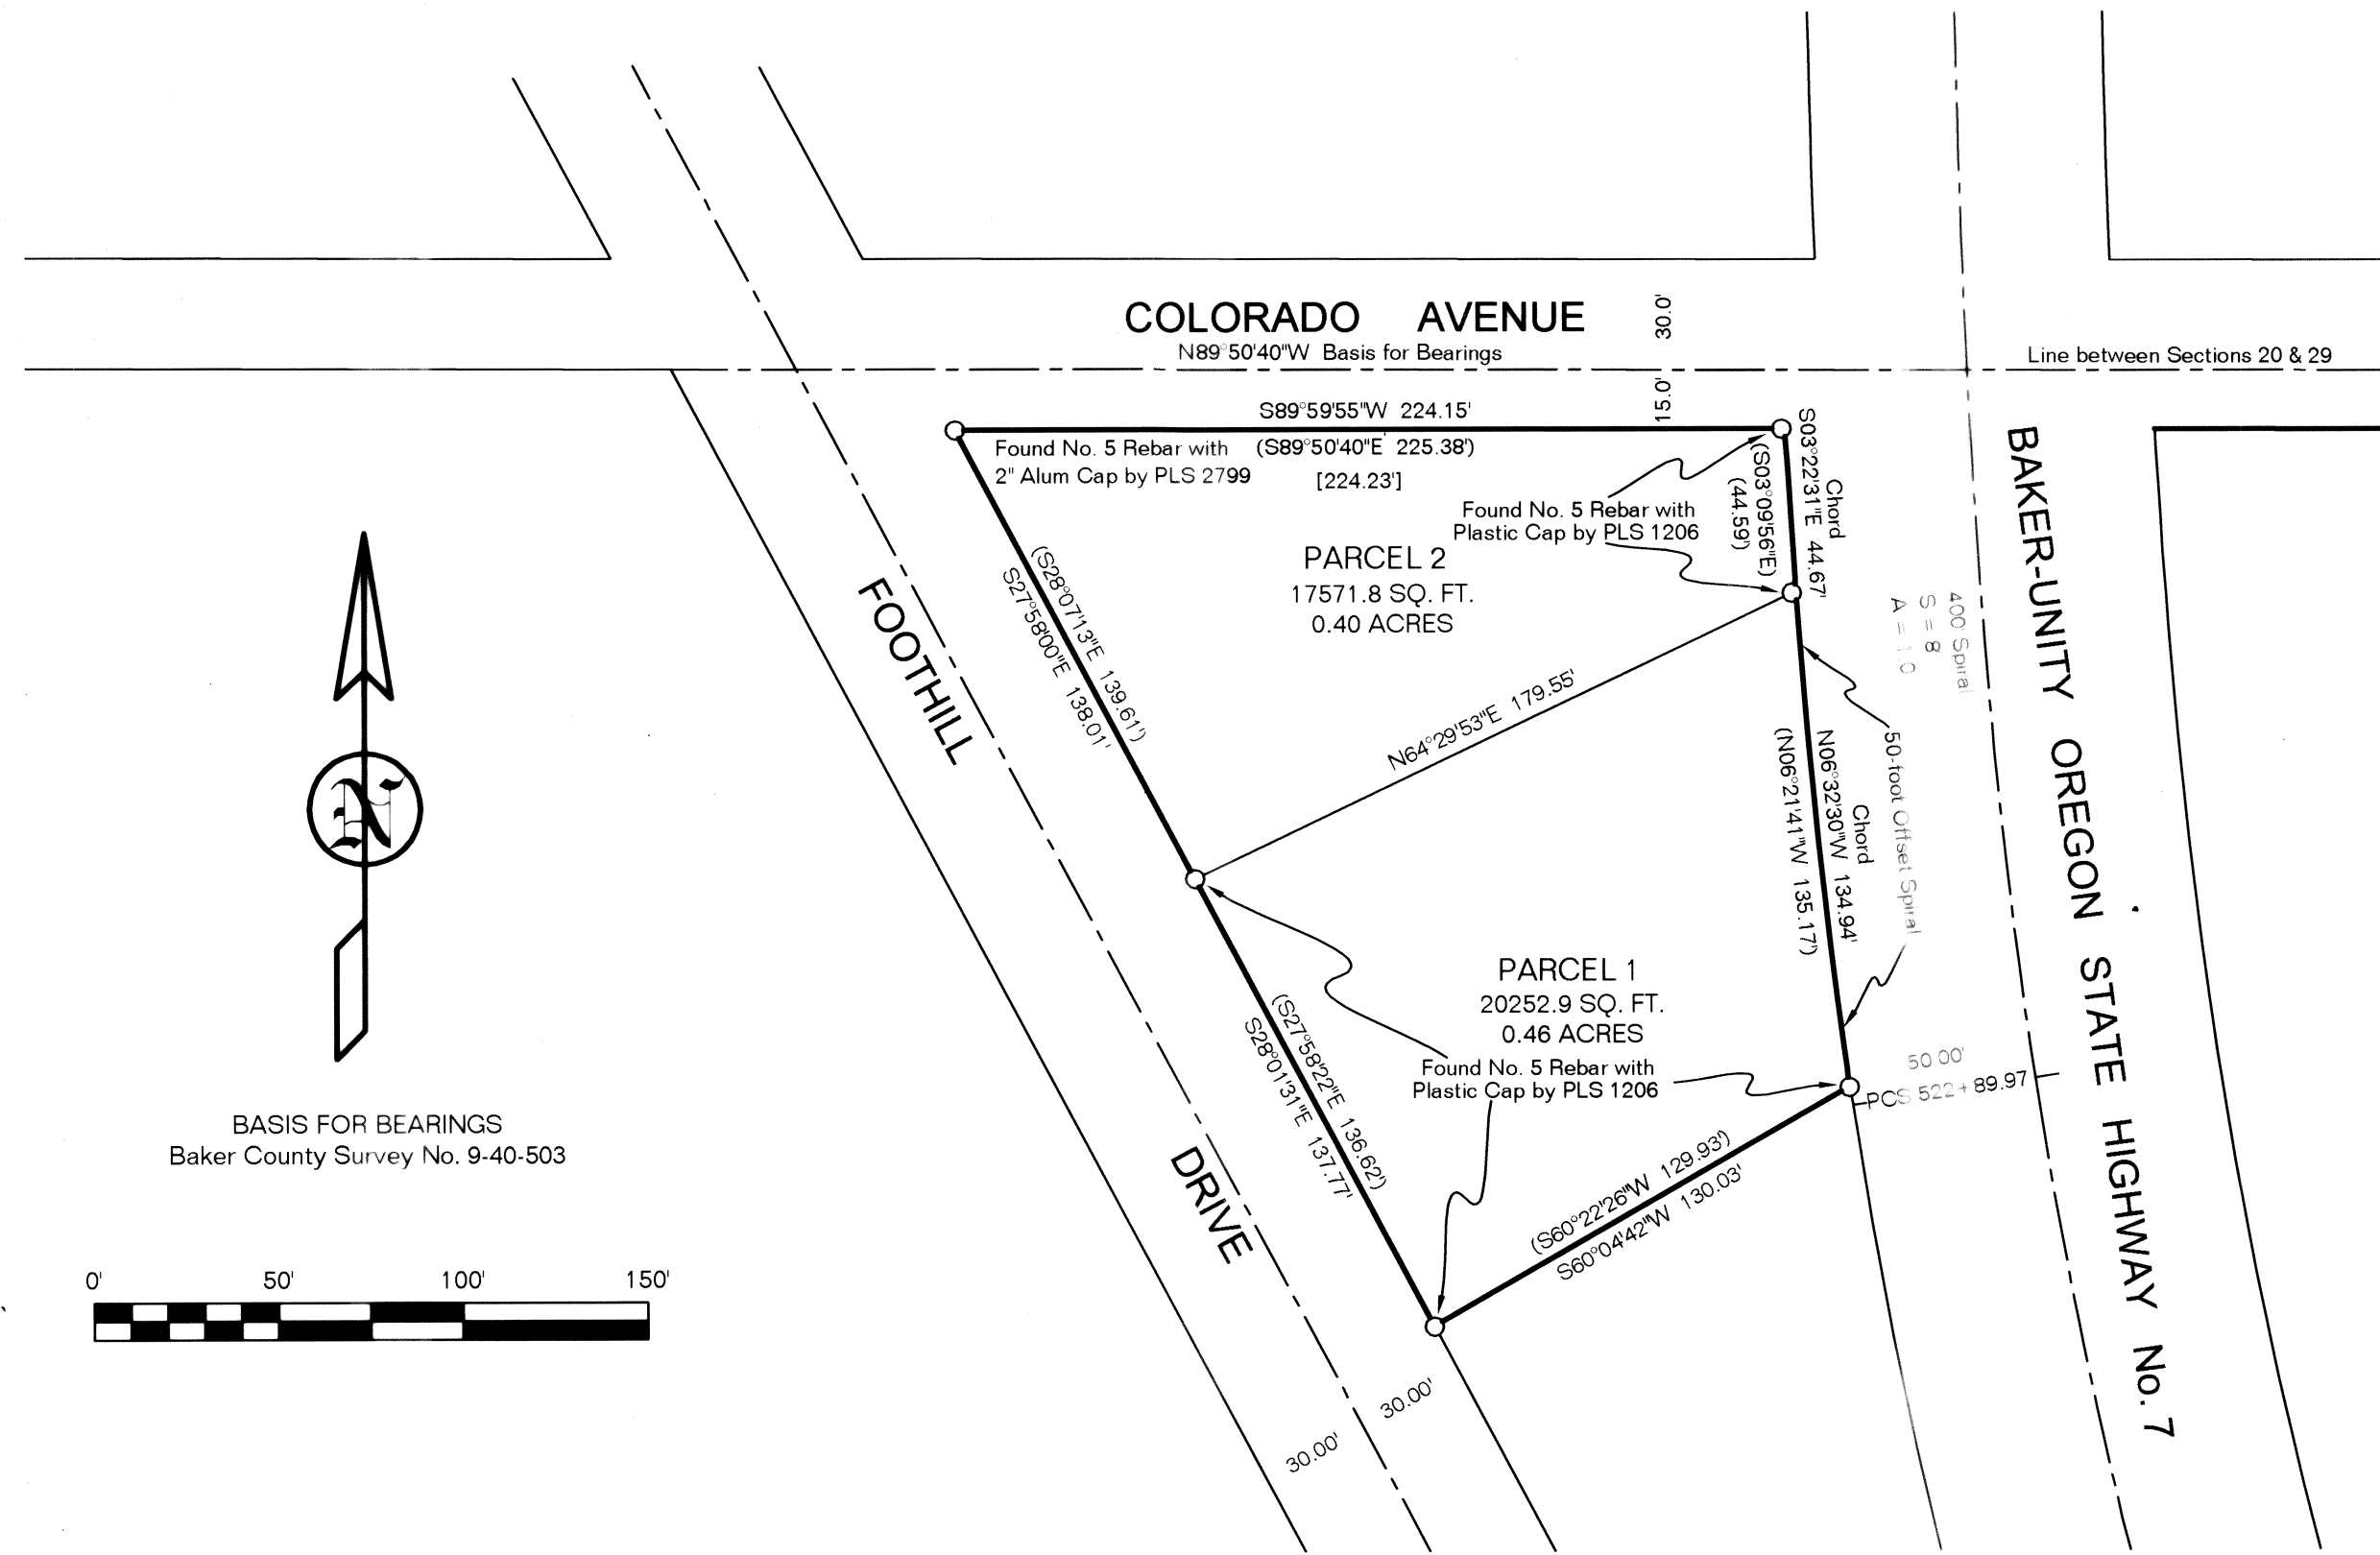 COLORADO AVENUE
N89°50'40"W Basis for Bearings
30.0'
15.0'
Line between Sections 20 & 29
S89°59'55"W 224.15'
(S89°50'40"E 225.38')
[224.23']
Found No. 5 Rebar with
2" Alum Cap by PLS 2799
Found No. 5 Rebar with
Plastic Cap by PLS 1206
Chord
S03°22'31"E 44.67'
(S03°09'56"E)
(44.59')
PARCEL 2
17571.8 SQ. FT.
0.40 ACRES
(S28°07'13"E 139.61')
S27°58'00"E 138.01'
FOOTHILL
DRIVE
N64°29'53"E 179.55'
400' Spiral
S = 8
A = 1.0
BAKER-UNITY OREGON STATE HIGHWAY No. 7
50-foot Offset Spiral
Chord
N06°32'30"W 134.94'
(N06°21'41"W 135.17')
PARCEL 1
20252.9 SQ. FT.
0.46 ACRES
Found No. 5 Rebar with
Plastic Cap by PLS 1206
(S27°58'22"E 136.62')
S28°01'31"E 137.77'
50.00'
PCS 522+89.97
(S60°22'26"W 129.93')
S60°04'42"W 130.03'
30.00'
30.00'
N
BASIS FOR BEARINGS
Baker County Survey No. 9-40-503
0' 50' 100' 150'